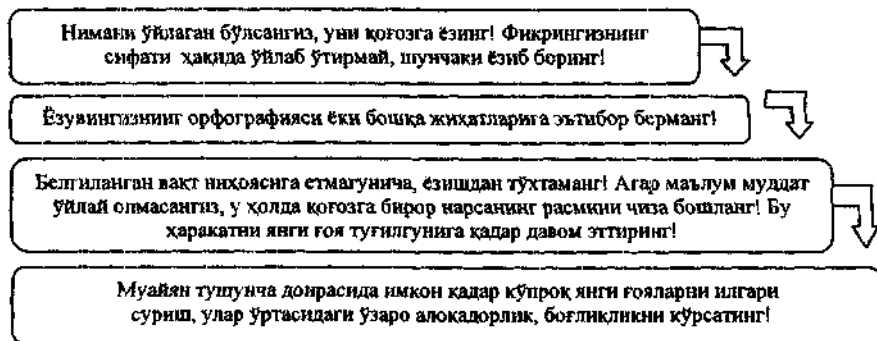 Нимани ўйлаган бўлсангиз, уни қоғозга ёзинг! Фикрингизнинг
сифати ҳақида ўйлаб ўтирмай, шунчаки ёзиб боринг!
Ёзувингизнинг орфографияси ёки бошқа жиҳатларига эътибор берманг!
Белгиланган вақт ниҳоясига етмагунича, ёзишдан тўхтаманг! Агар маълум муддат
ўйлай олмасангиз, у ҳолда қоғозга бирор нарсанинг расмини чиза бошланг! Бу
ҳаракатни янги ғоя туғилгунига қадар давом эттиринг!
Муайян тушунча доирасида имкон қадар кўпроқ янги ғояларни илгари
суриш, улар ўртасидаги ўзаро алоқадорлик, боғлиқликни кўрсатинг!